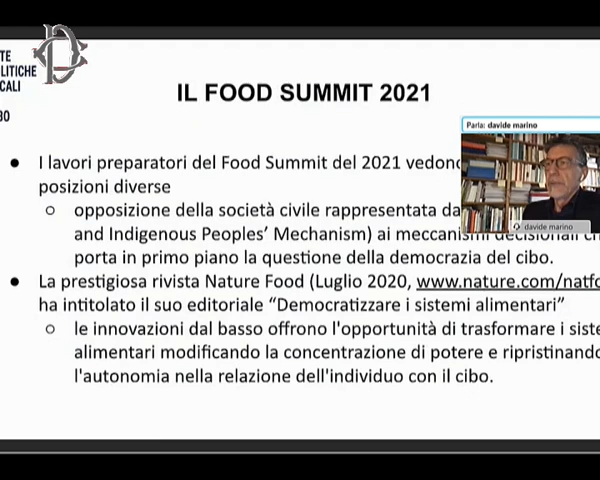 TE
LITICHE
CALI
30
IL FOOD SUMMIT 2021
Parla: davide marino
● I lavori preparatori del Food Summit del 2021 vedono
posizioni diverse
○ opposizione della società civile rappresentata da
and Indigenous Peoples’ Mechanism) ai meccanismi decisionali
porta in primo piano la questione della democrazia del cibo.
davide marino
● La prestigiosa rivista Nature Food (Luglio 2020, www.nature.com/natfo
ha intitolato il suo editoriale “Democratizzare i sistemi alimentari”
○ le innovazioni dal basso offrono l'opportunità di trasformare i siste
alimentari modificando la concentrazione di potere e ripristinando
l'autonomia nella relazione dell'individuo con il cibo.